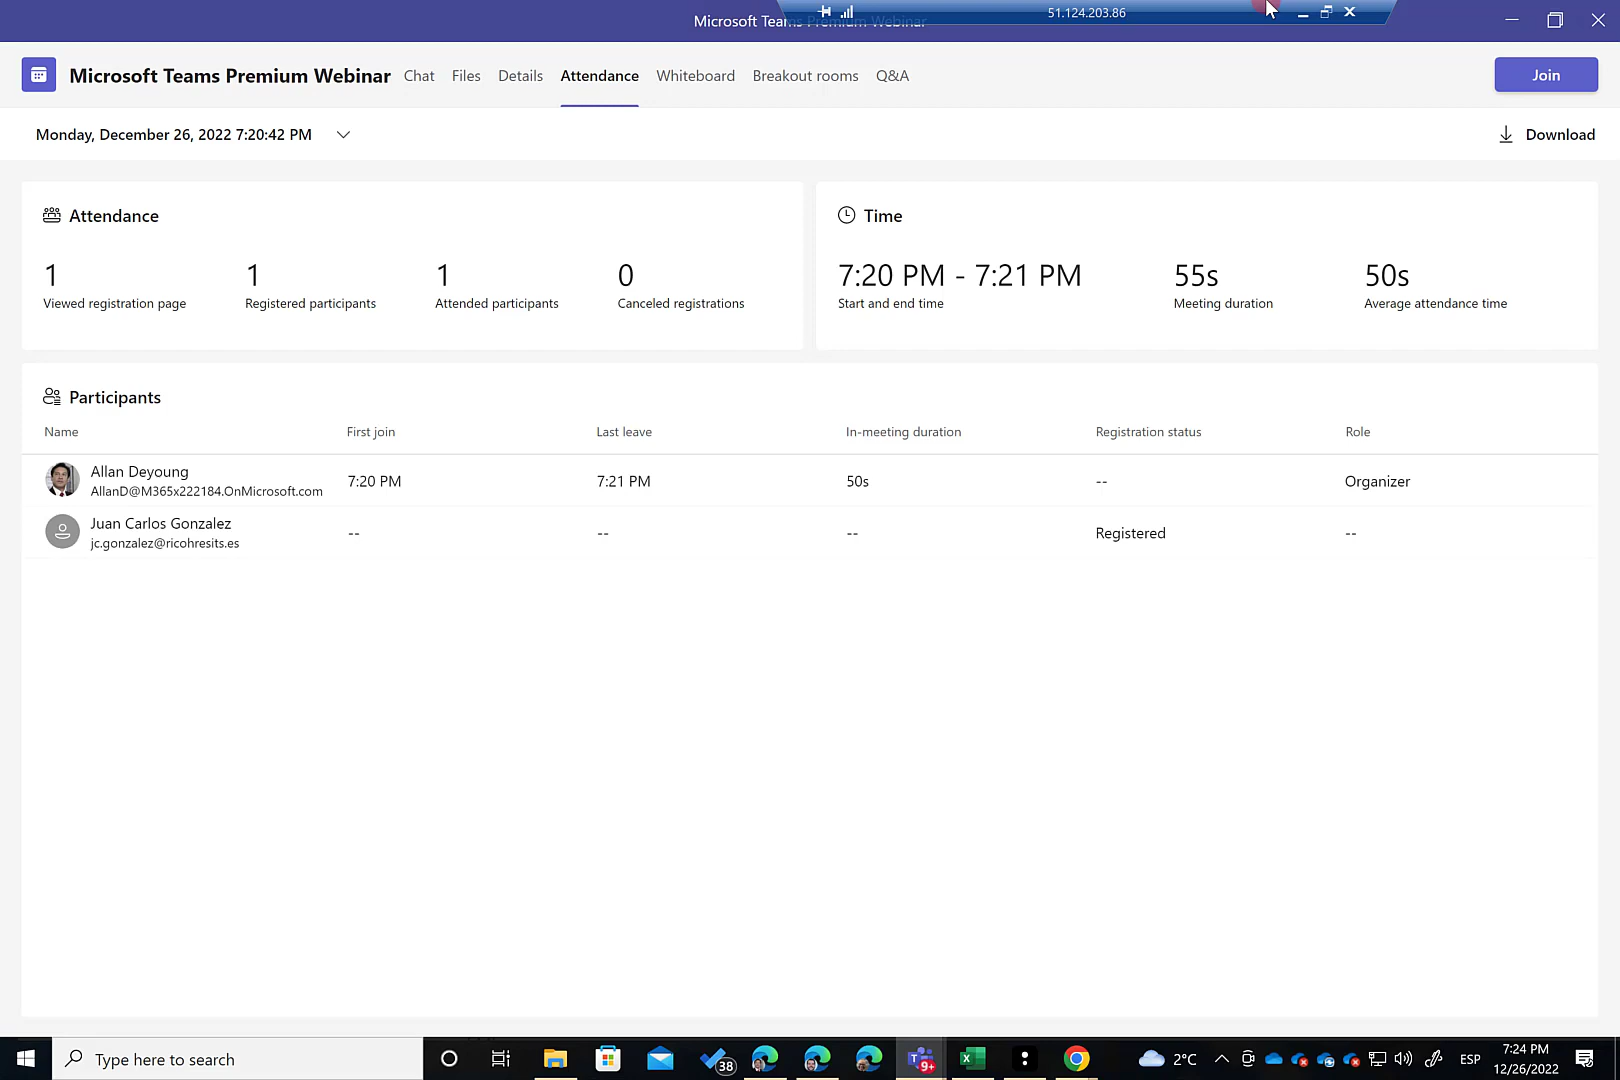 Microsoft Teams Premium Webinar
51.124.203.86
Microsoft Teams Premium Webinar Chat Files Details Attendance Whiteboard Breakout rooms Q&A Join
Monday, December 26, 2022 7:20:42 PM Download
Attendance
1 1 1 0
Viewed registration page Registered participants Attended participants Canceled registrations
Time
7:20 PM - 7:21 PM 55s 50s
Start and end time Meeting duration Average attendance time
Participants
Name First join Last leave In-meeting duration Registration status Role
Allan Deyoung
AllanD@M365x222184.OnMicrosoft.com
7:20 PM 7:21 PM 50s -- Organizer
Juan Carlos Gonzalez
jc.gonzalez@ricohresits.es
-- -- -- Registered --
Type here to search
38
T
9+
X
2°C
ESP
7:24 PM
12/26/2022